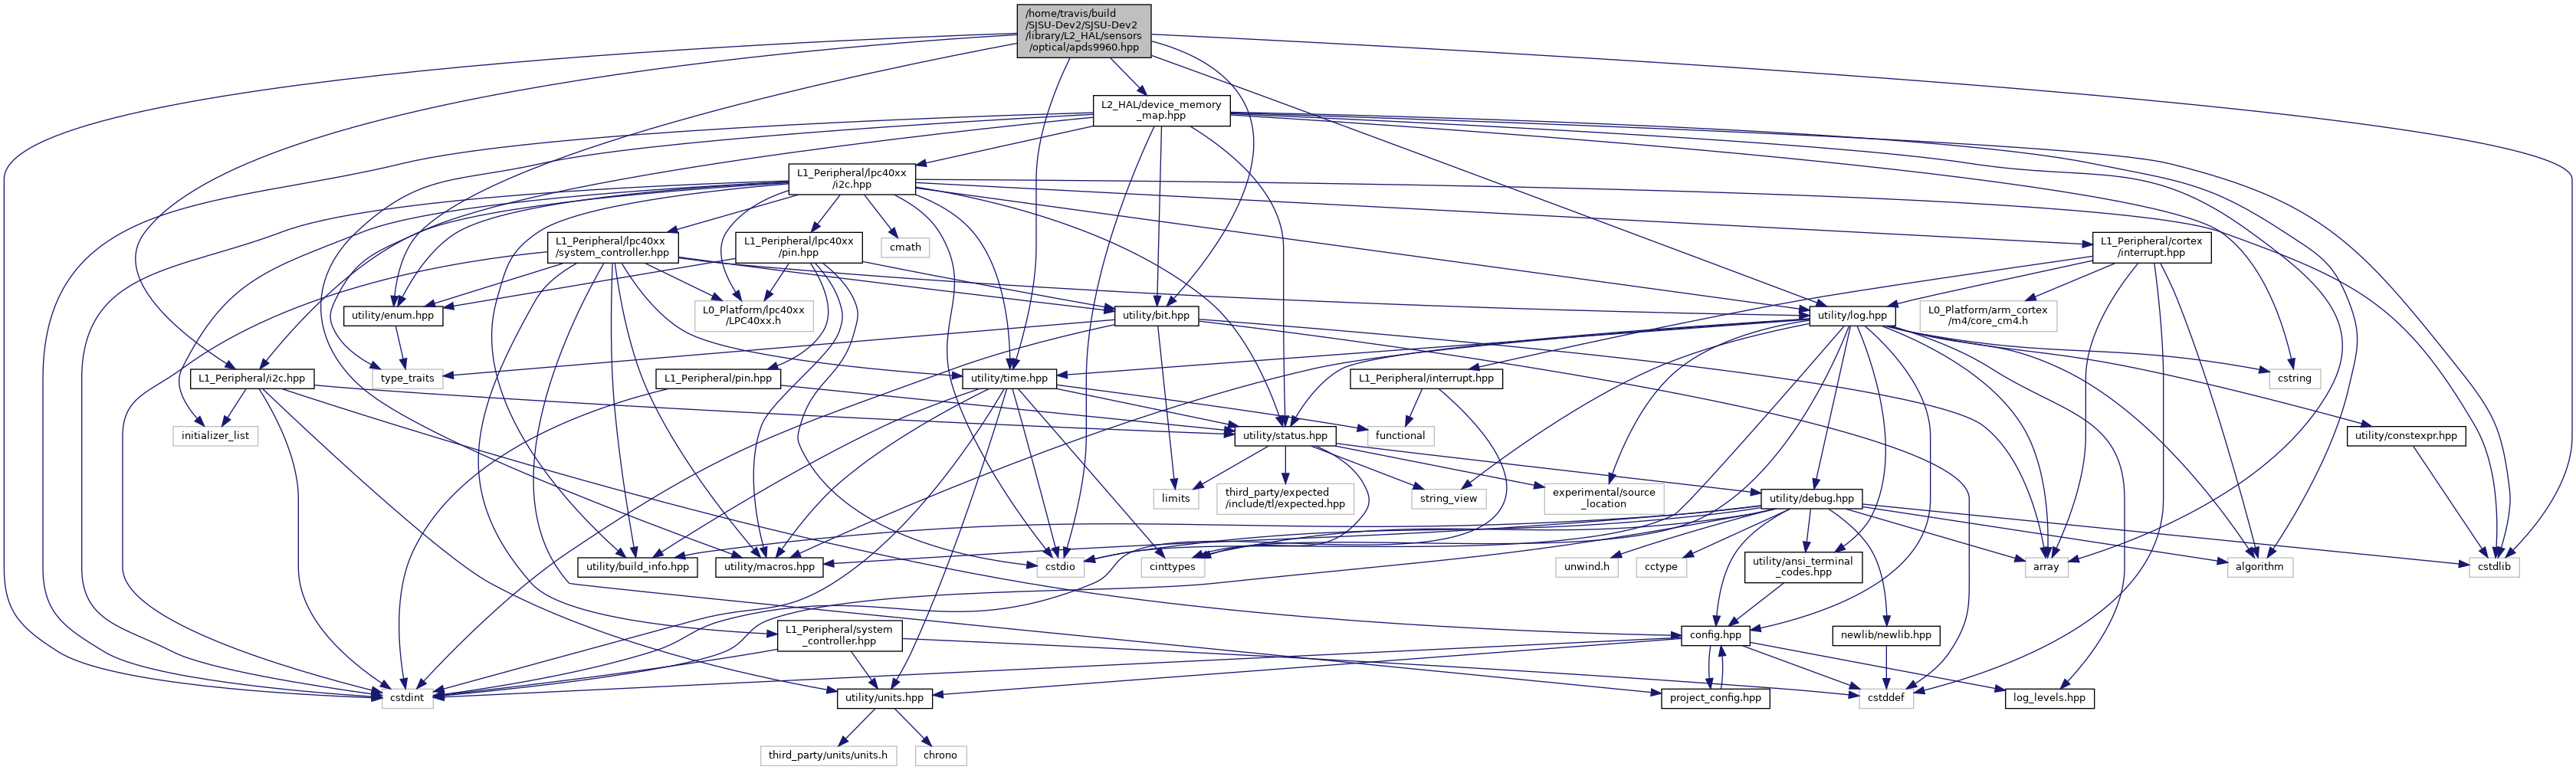 /home/travis/build
/SJSU-Dev2/SJSU-Dev2
/library/L2_HAL/sensors
/optical/apds9960.hpp
L2_HAL/device_memory
_map.hpp
L1_Peripheral/lpc40xx
/i2c.hpp
L1_Peripheral/lpc40xx
/system_controller.hpp
L1_Peripheral/lpc40xx
/pin.hpp
cmath
L1_Peripheral/cortex
/interrupt.hpp
utility/enum.hpp
L0_Platform/lpc40xx
/LPC40xx.h
utility/bit.hpp
utility/log.hpp
L0_Platform/arm_cortex
/m4/core_cm4.h
L1_Peripheral/i2c.hpp
type_traits
L1_Peripheral/pin.hpp
utility/time.hpp
L1_Peripheral/interrupt.hpp
cstring
initializer_list
utility/status.hpp
functional
utility/constexpr.hpp
limits
third_party/expected
/include/tl/expected.hpp
string_view
experimental/source
_location
utility/debug.hpp
utility/build_info.hpp
utility/macros.hpp
cstdio
cinttypes
unwind.h
cctype
utility/ansi_terminal
_codes.hpp
array
algorithm
cstdlib
L1_Peripheral/system
_controller.hpp
config.hpp
newlib/newlib.hpp
cstdint
utility/units.hpp
project_config.hpp
cstddef
log_levels.hpp
third_party/units/units.h
chrono